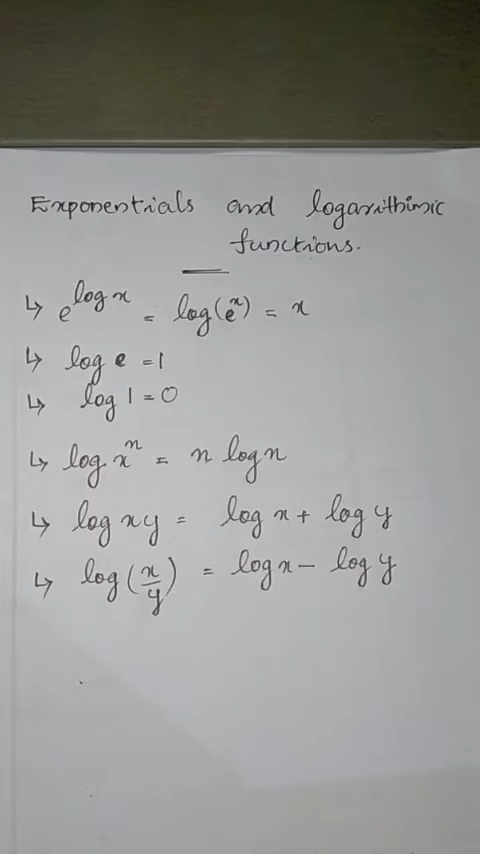 Exponentials and logarithimic
functions.
↳ e^{log x} = log(e^x) = x
↳ log e = 1
↳ log 1 = 0
↳ log x^n = n log x
↳ log xy = log x + log y
↳ log(x/y) = log x - log y